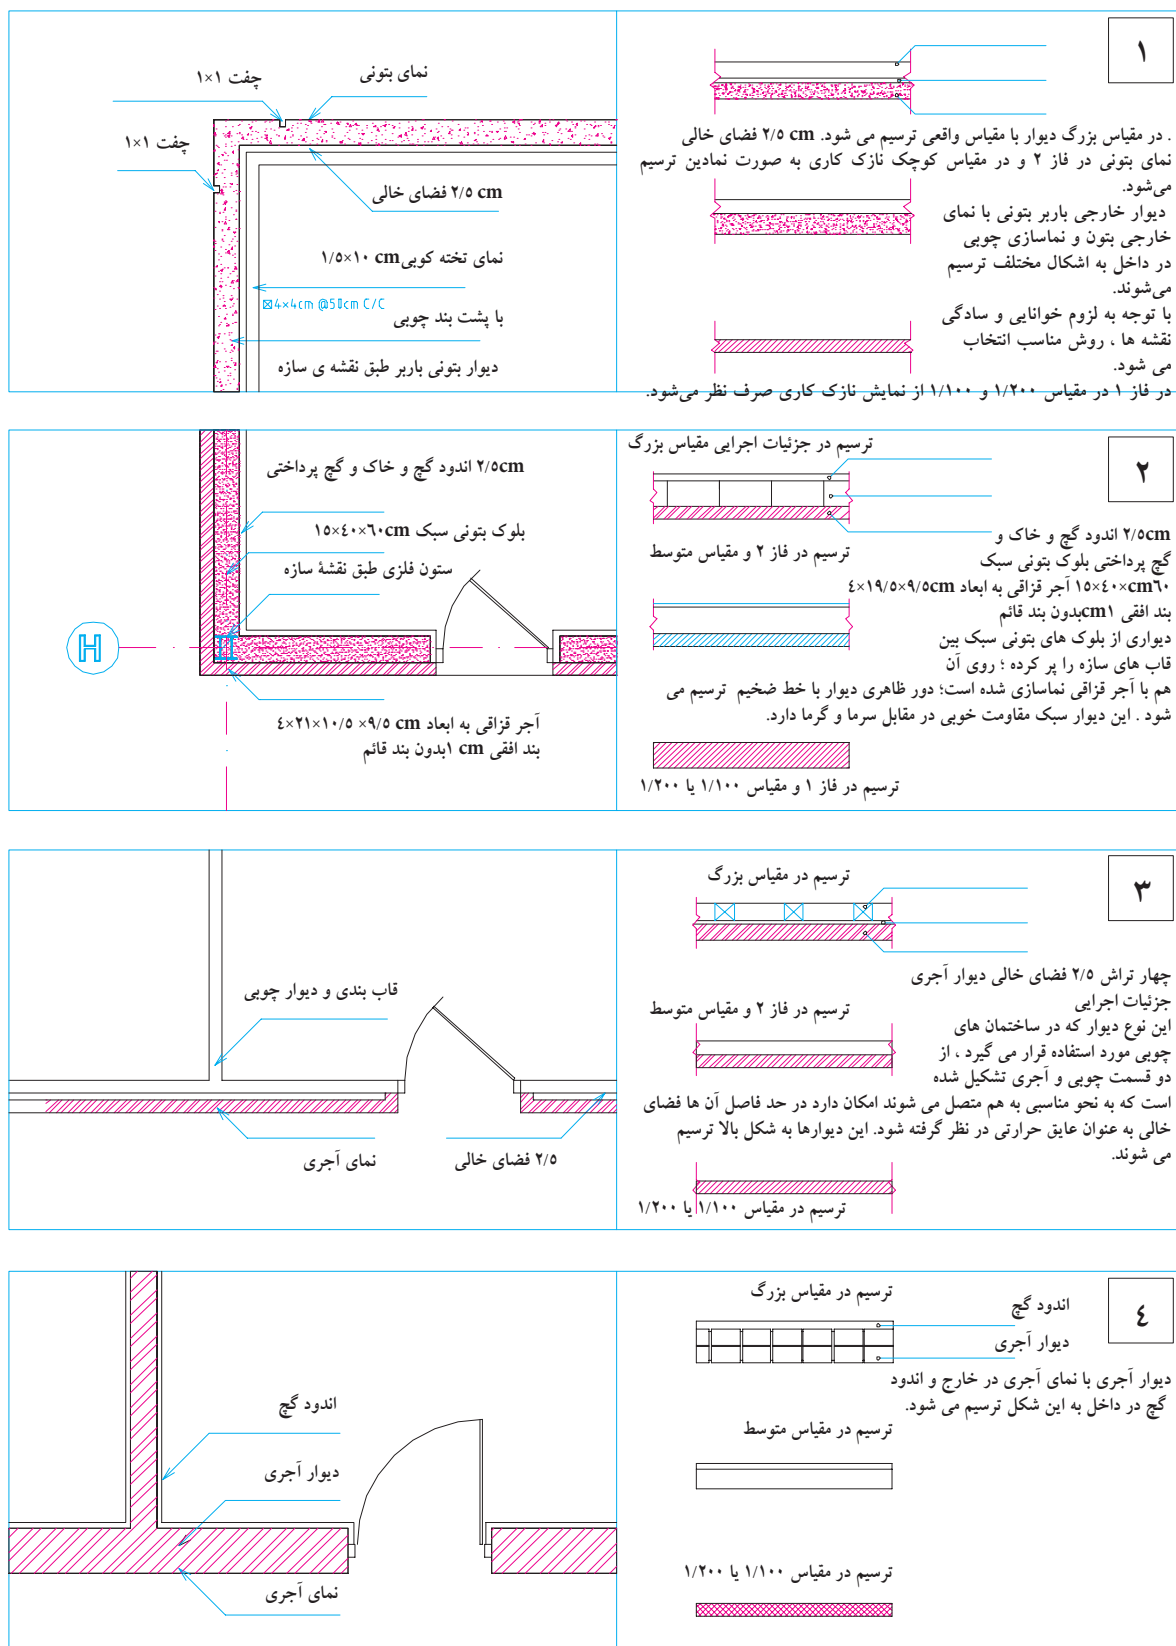 ۱
. در مقیاس بزرگ دیوار با مقیاس واقعی ترسیم می شود. ۲/۵ cm فضای خالی
نمای بتونی در فاز ۲ و در مقیاس کوچک نازک کاری به صورت نمادین ترسیم
می‌شود.
دیوار خارجی باربر بتونی با نمای
خارجی بتون و نماسازی چوبی
در داخل به اشکال مختلف ترسیم
می‌شوند.
با توجه به لزوم خوانایی و سادگی
نقشه ها ، روش مناسب انتخاب
می شود.
در فاز ۱ در مقیاس ۱/۲۰۰ و ۱/۱۰۰ از نمایش نازک کاری صرف نظر می‌شود.
نمای بتونی
چفت ۱×۱
چفت ۱×۱
۲/۵ cm فضای خالی
نمای تخته کوبی ۱/۵×۱۰ cm
⊠4×4cm @50cm C/C
با پشت بند چوبی
دیوار بتونی باربر طبق نقشه ی سازه
۲
ترسیم در جزئیات اجرایی مقیاس بزرگ
۲/۵cm اندود گچ و خاک و
گچ پرداختی بلوک بتونی سبک
۱۵×٤۰×cm٦۰ آجر قزاقی به ابعاد ٤×۱۹/۵×۹/۵cm
بند افقی ۱cmبدون بند قائم
دیواری از بلوک های بتونی سبک بین
قاب های سازه را پر کرده ؛ روی آن
هم با آجر قزاقی نماسازی شده است؛ دور ظاهری دیوار با خط ضخیم ترسیم می
شود . این دیوار سبک مقاومت خوبی در مقابل سرما و گرما دارد.
ترسیم در فاز ۲ و مقیاس متوسط
ترسیم در فاز ۱ و مقیاس ۱/۱۰۰ یا ۱/۲۰۰
۲/۵cm اندود گچ و خاک و گچ پرداختی
بلوک بتونی سبک ۱۵×٤۰×٦۰cm
ستون فلزی طبق نقشۀ سازه
H
آجر قزاقی به ابعاد ٤×۲۱×۱۰/۵ ×۹/۵ cm
بند افقی ۱ cmبدون بند قائم
۳
ترسیم در مقیاس بزرگ
چهار تراش ۲/۵ فضای خالی دیوار آجری
جزئیات اجرایی
این نوع دیوار که در ساختمان های
چوبی مورد استفاده قرار می گیرد ، از
دو قسمت چوبی و آجری تشکیل شده
است که به نحو مناسبی به هم متصل می شوند امکان دارد در حد فاصل آن ها فضای
خالی به عنوان عایق حرارتی در نظر گرفته شود. این دیوارها به شکل بالا ترسیم
می شوند.
ترسیم در فاز ۲ و مقیاس متوسط
ترسیم در مقیاس ۱/۱۰۰ یا ۱/۲۰۰
قاب بندی و دیوار چوبی
نمای آجری
۲/۵ فضای خالی
٤
ترسیم در مقیاس بزرگ
اندود گچ
دیوار آجری
دیوار آجری با نمای آجری در خارج و اندود
گچ در داخل به این شکل ترسیم می شود.
ترسیم در مقیاس متوسط
ترسیم در مقیاس ۱/۱۰۰ یا ۱/۲۰۰
اندود گچ
دیوار آجری
نمای آجری